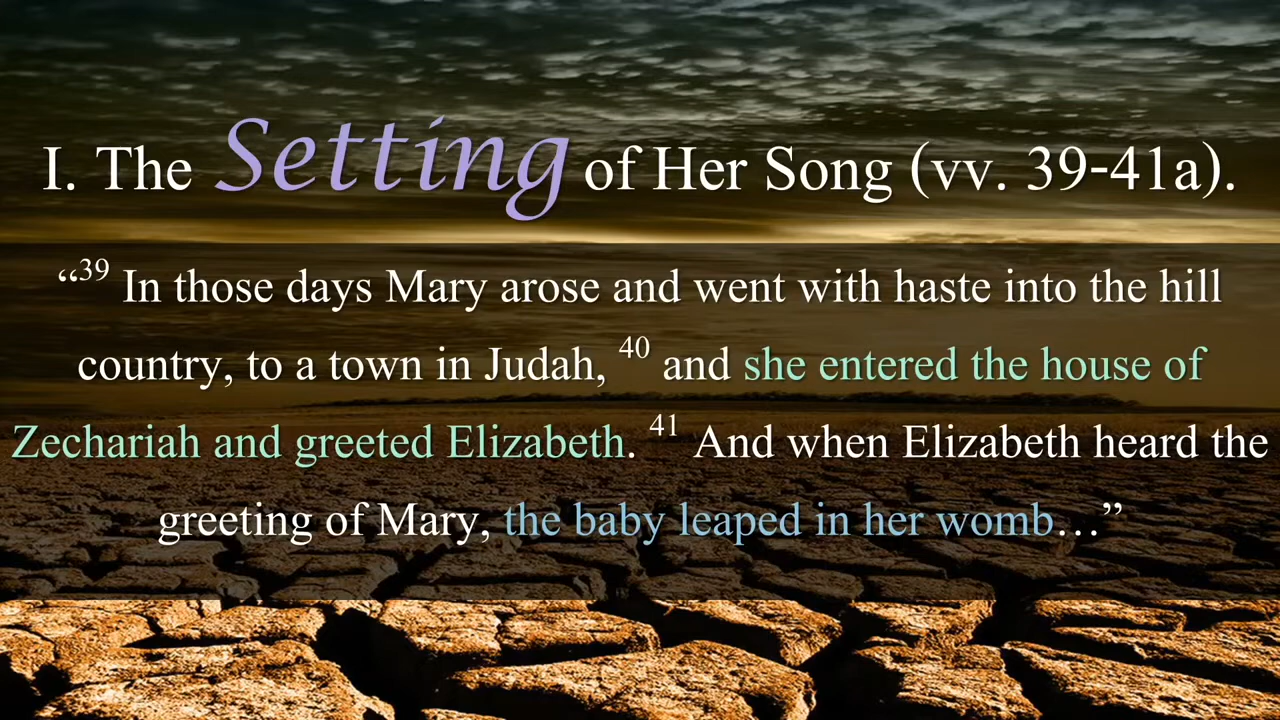 I. The Setting of Her Song (vv. 39-41a).
“39 In those days Mary arose and went with haste into the hill
country, to a town in Judah, 40 and she entered the house of
Zechariah and greeted Elizabeth. 41 And when Elizabeth heard the
greeting of Mary, the baby leaped in her womb…”